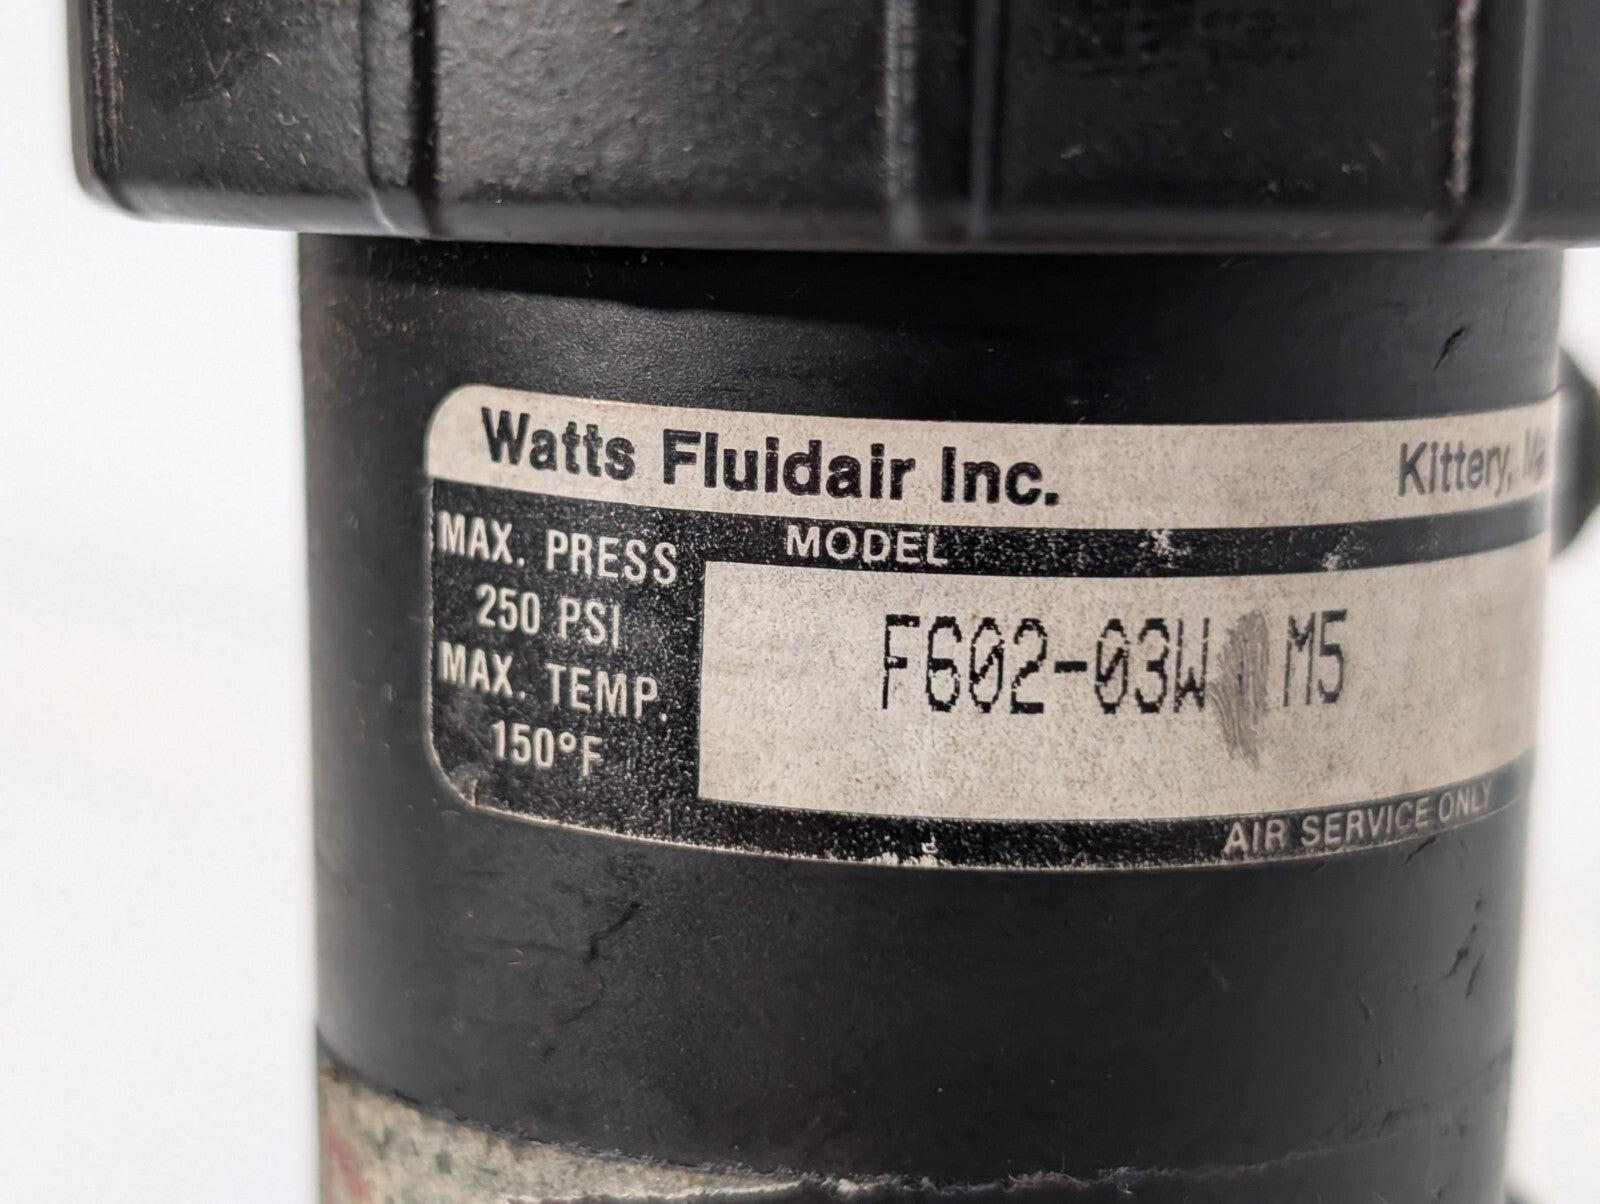 Watts Fluidair Inc. Kittery,
MAX. PRESS
250 PSI
MAX. TEMP.
150°F
MODEL
F602-03W M5
AIR SERVICE ONLY